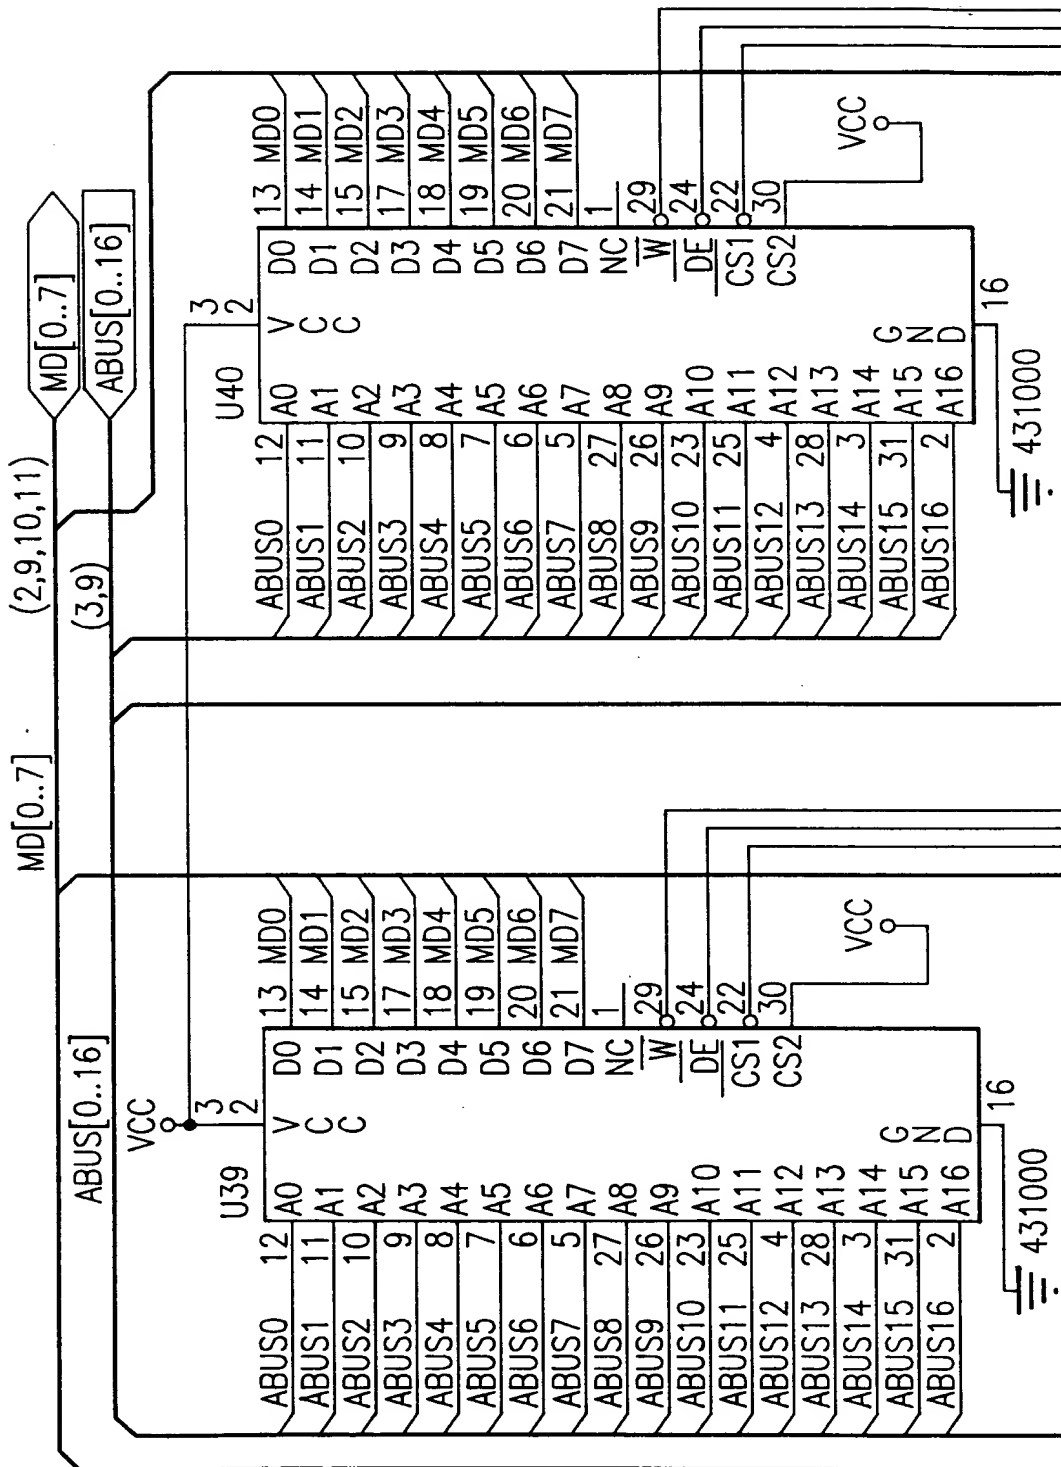 MD[0..7]
(2,9,10,11)
MD[0..7]
ABUS[0..16]
(3,9)
ABUS[0..16]
VCC
U39
3
2
V
C
C
ABUS0 12 A0
ABUS1 11 A1
ABUS2 10 A2
ABUS3 9 A3
ABUS4 8 A4
ABUS5 7 A5
ABUS6 6 A6
ABUS7 5 A7
ABUS8 27 A8
ABUS9 26 A9
ABUS10 23 A10
ABUS11 25 A11
ABUS12 4 A12
ABUS13 28 A13
ABUS14 3 A14
ABUS15 31 A15
ABUS16 2 A16
D0 13 MD0
D1 14 MD1
D2 15 MD2
D3 17 MD3
D4 18 MD4
D5 19 MD5
D6 20 MD6
D7 21 MD7
NC 1
W 29
DE 24
CS1 22
CS2 30
VCC
G
N
D
16
431000
U40
3
2
V
C
C
ABUS0 12 A0
ABUS1 11 A1
ABUS2 10 A2
ABUS3 9 A3
ABUS4 8 A4
ABUS5 7 A5
ABUS6 6 A6
ABUS7 5 A7
ABUS8 27 A8
ABUS9 26 A9
ABUS10 23 A10
ABUS11 25 A11
ABUS12 4 A12
ABUS13 28 A13
ABUS14 3 A14
ABUS15 31 A15
ABUS16 2 A16
D0 13 MD0
D1 14 MD1
D2 15 MD2
D3 17 MD3
D4 18 MD4
D5 19 MD5
D6 20 MD6
D7 21 MD7
NC 1
W 29
DE 24
CS1 22
CS2 30
VCC
G
N
D
16
431000